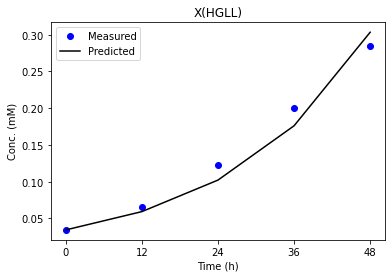 X(HGLL)
Measured
Predicted
0.30
0.25
0.20
0.15
0.10
0.05
Conc. (mM)
0 12 24 36 48
Time (h)